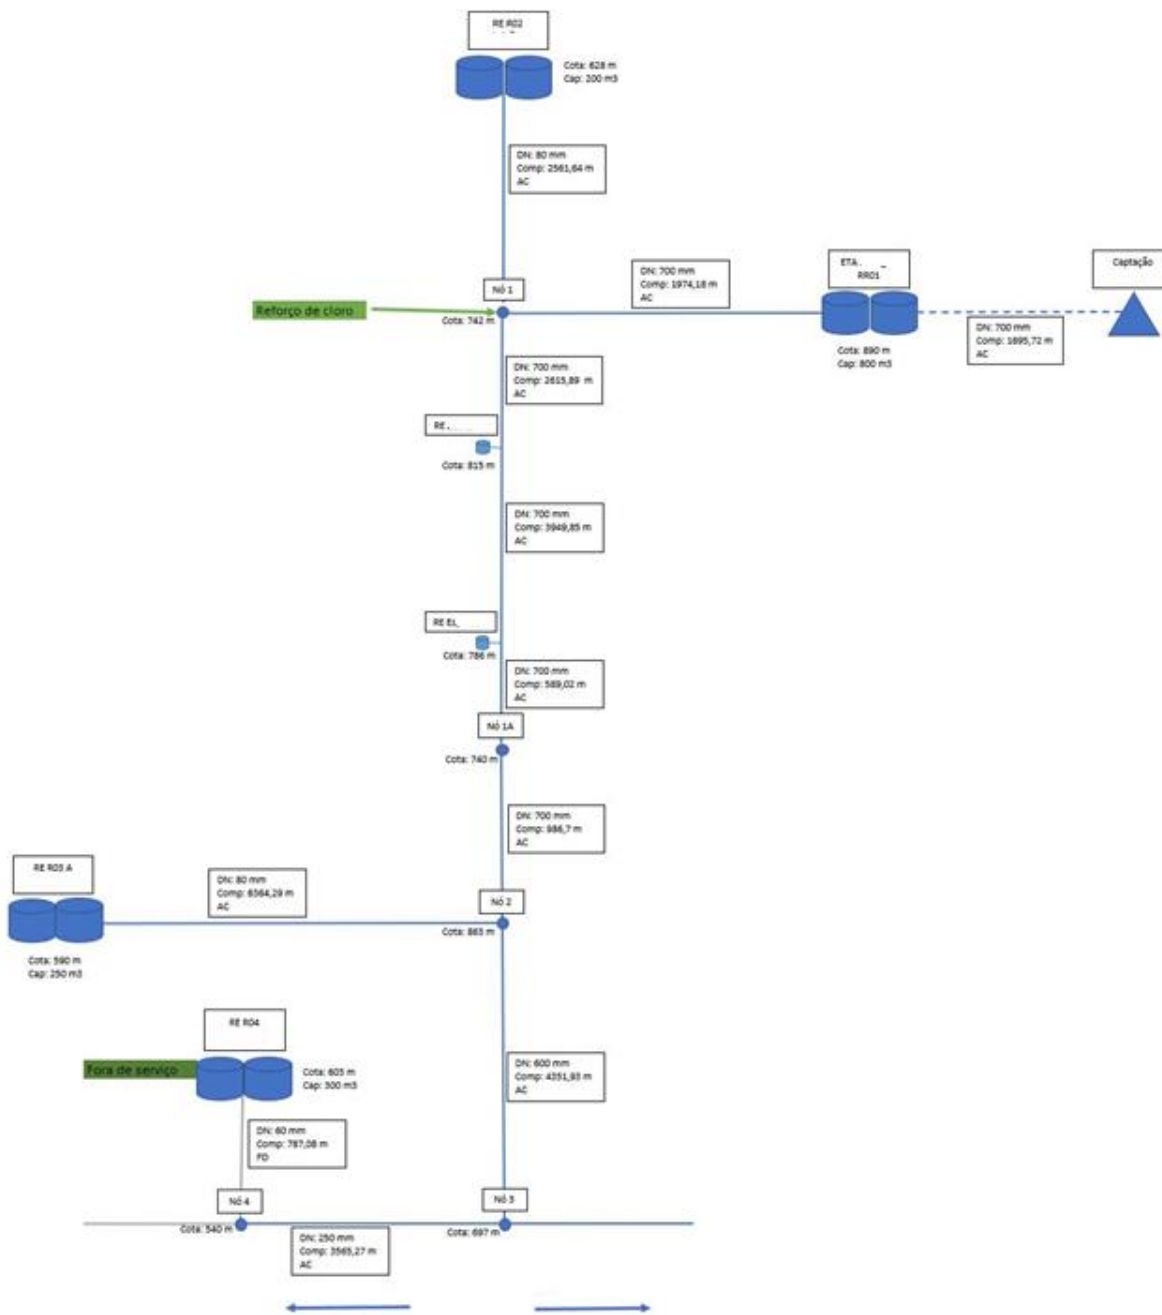 RE R02
Cota: 628 m
Cap: 200 m3
DN: 80 mm
Comp: 2561,64 m
AC
Nó 1
Reforço de cloro
Cota: 742 m
DN: 700 mm
Comp: 1974,18 m
AC
ETA
RR01
Cota: 890 m
Cap: 800 m3
Captação
DN: 700 mm
Comp: 1695,72 m
AC
DN: 700 mm
Comp: 2615,89 m
AC
RE
Cota: 815 m
DN: 700 mm
Comp: 3949,85 m
AC
RE EL
Cota: 786 m
DN: 700 mm
Comp: 589,02 m
AC
Nó 1A
Cota: 740 m
DN: 700 mm
Comp: 986,7 m
AC
RE R03 A
Cota: 590 m
Cap: 250 m3
DN: 80 mm
Comp: 6564,29 m
AC
Nó 2
Cota: 863 m
RE R04
Fora de serviço
Cota: 603 m
Cap: 300 m3
DN: 600 mm
Comp: 4351,93 m
AC
DN: 60 mm
Comp: 787,08 m
FD
Nó 4
Cota: 540 m
Nó 3
Cota: 697 m
DN: 250 mm
Comp: 3565,27 m
AC